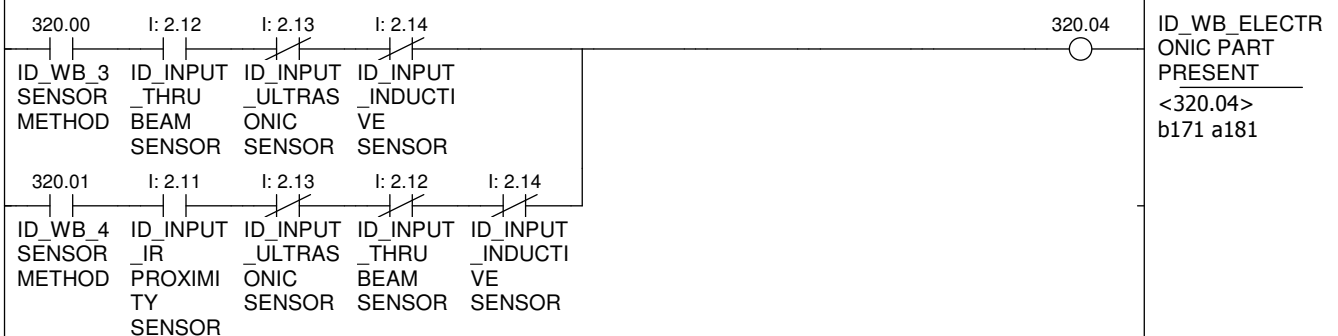 320.00 I: 2.12 I: 2.13 I: 2.14 320.04
ID_WB_3 ID_INPUT ID_INPUT ID_INPUT
SENSOR _THRU _ULTRAS _INDUCTI
METHOD BEAM ONIC VE
SENSOR SENSOR SENSOR
ID_WB_ELECTR
ONIC PART
PRESENT
<320.04>
b171 a181
320.01 I: 2.11 I: 2.13 I: 2.12 I: 2.14
ID_WB_4 ID_INPUT ID_INPUT ID_INPUT ID_INPUT
SENSOR _IR _ULTRAS _THRU _INDUCTI
METHOD PROXIMI ONIC BEAM VE
TY SENSOR SENSOR SENSOR
SENSOR